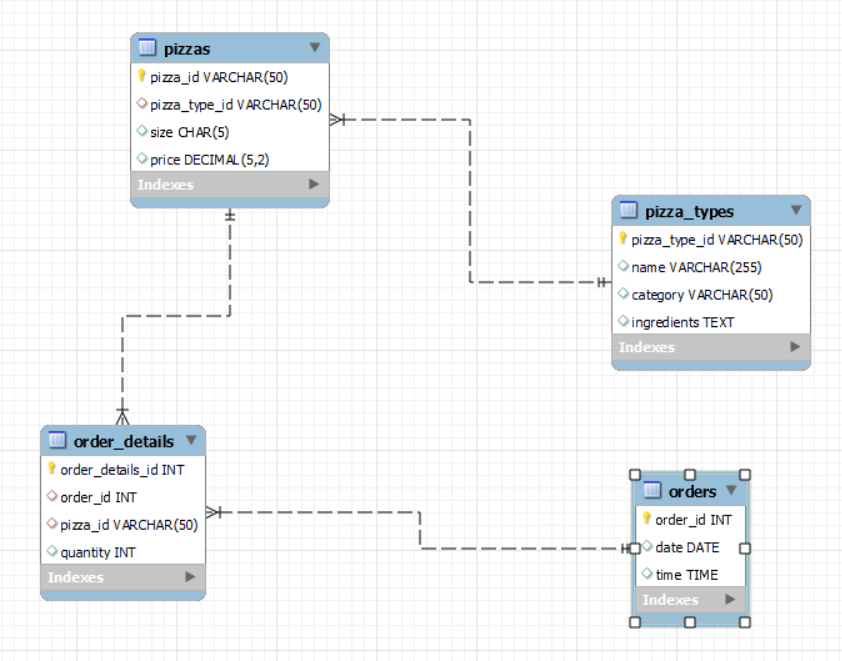 pizzas
pizza_id VARCHAR(50)
pizza_type_id VARCHAR(50)
size CHAR(5)
price DECIMAL(5,2)
Indexes
pizza_types
pizza_type_id VARCHAR(50)
name VARCHAR(255)
category VARCHAR(50)
ingredients TEXT
Indexes
order_details
order_details_id INT
order_id INT
pizza_id VARCHAR(50)
quantity INT
Indexes
orders
order_id INT
date DATE
time TIME
Indexes